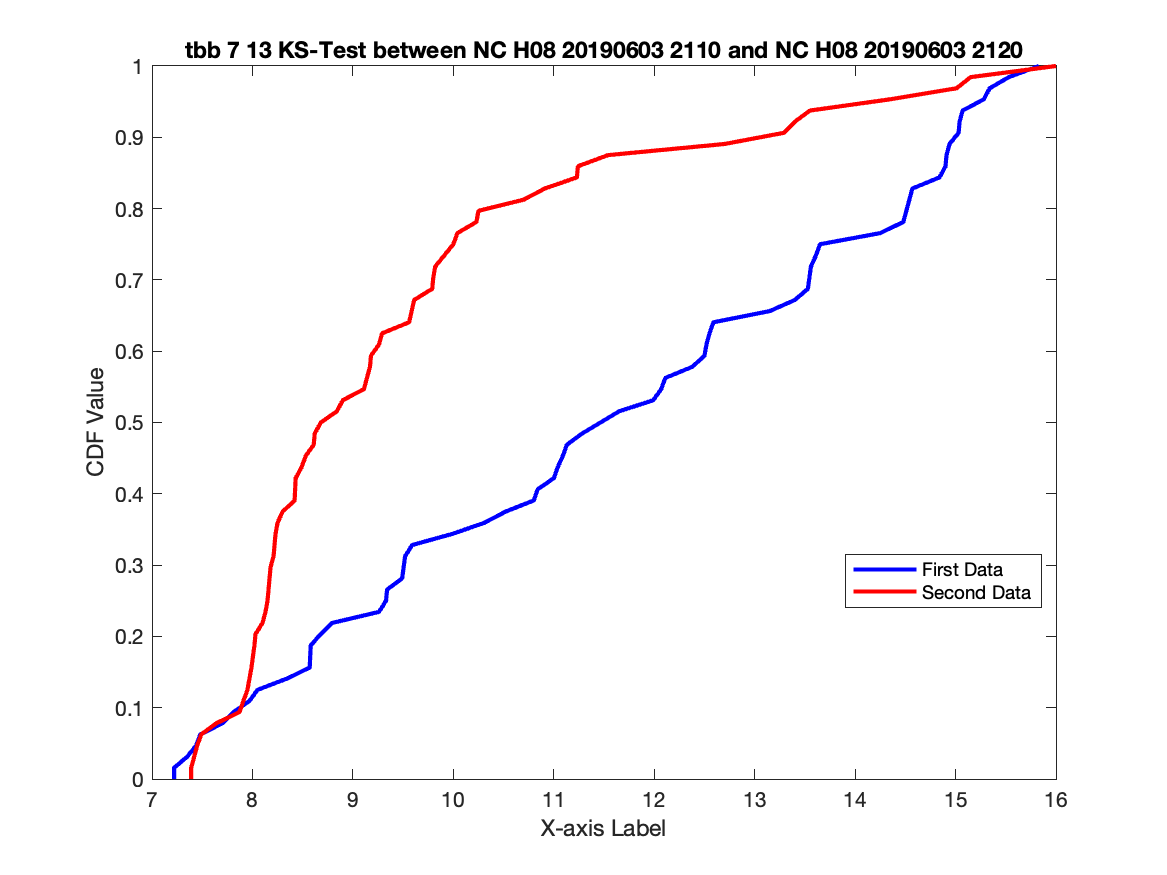 tbb 7 13 KS-Test between NC H08 20190603 2110 and NC H08 20190603 2120
1
0.9
0.8
0.7
0.6
0.5
0.4
0.3
0.2
0.1
0
CDF Value
First Data
Second Data
7 8 9 10 11 12 13 14 15 16
X-axis Label